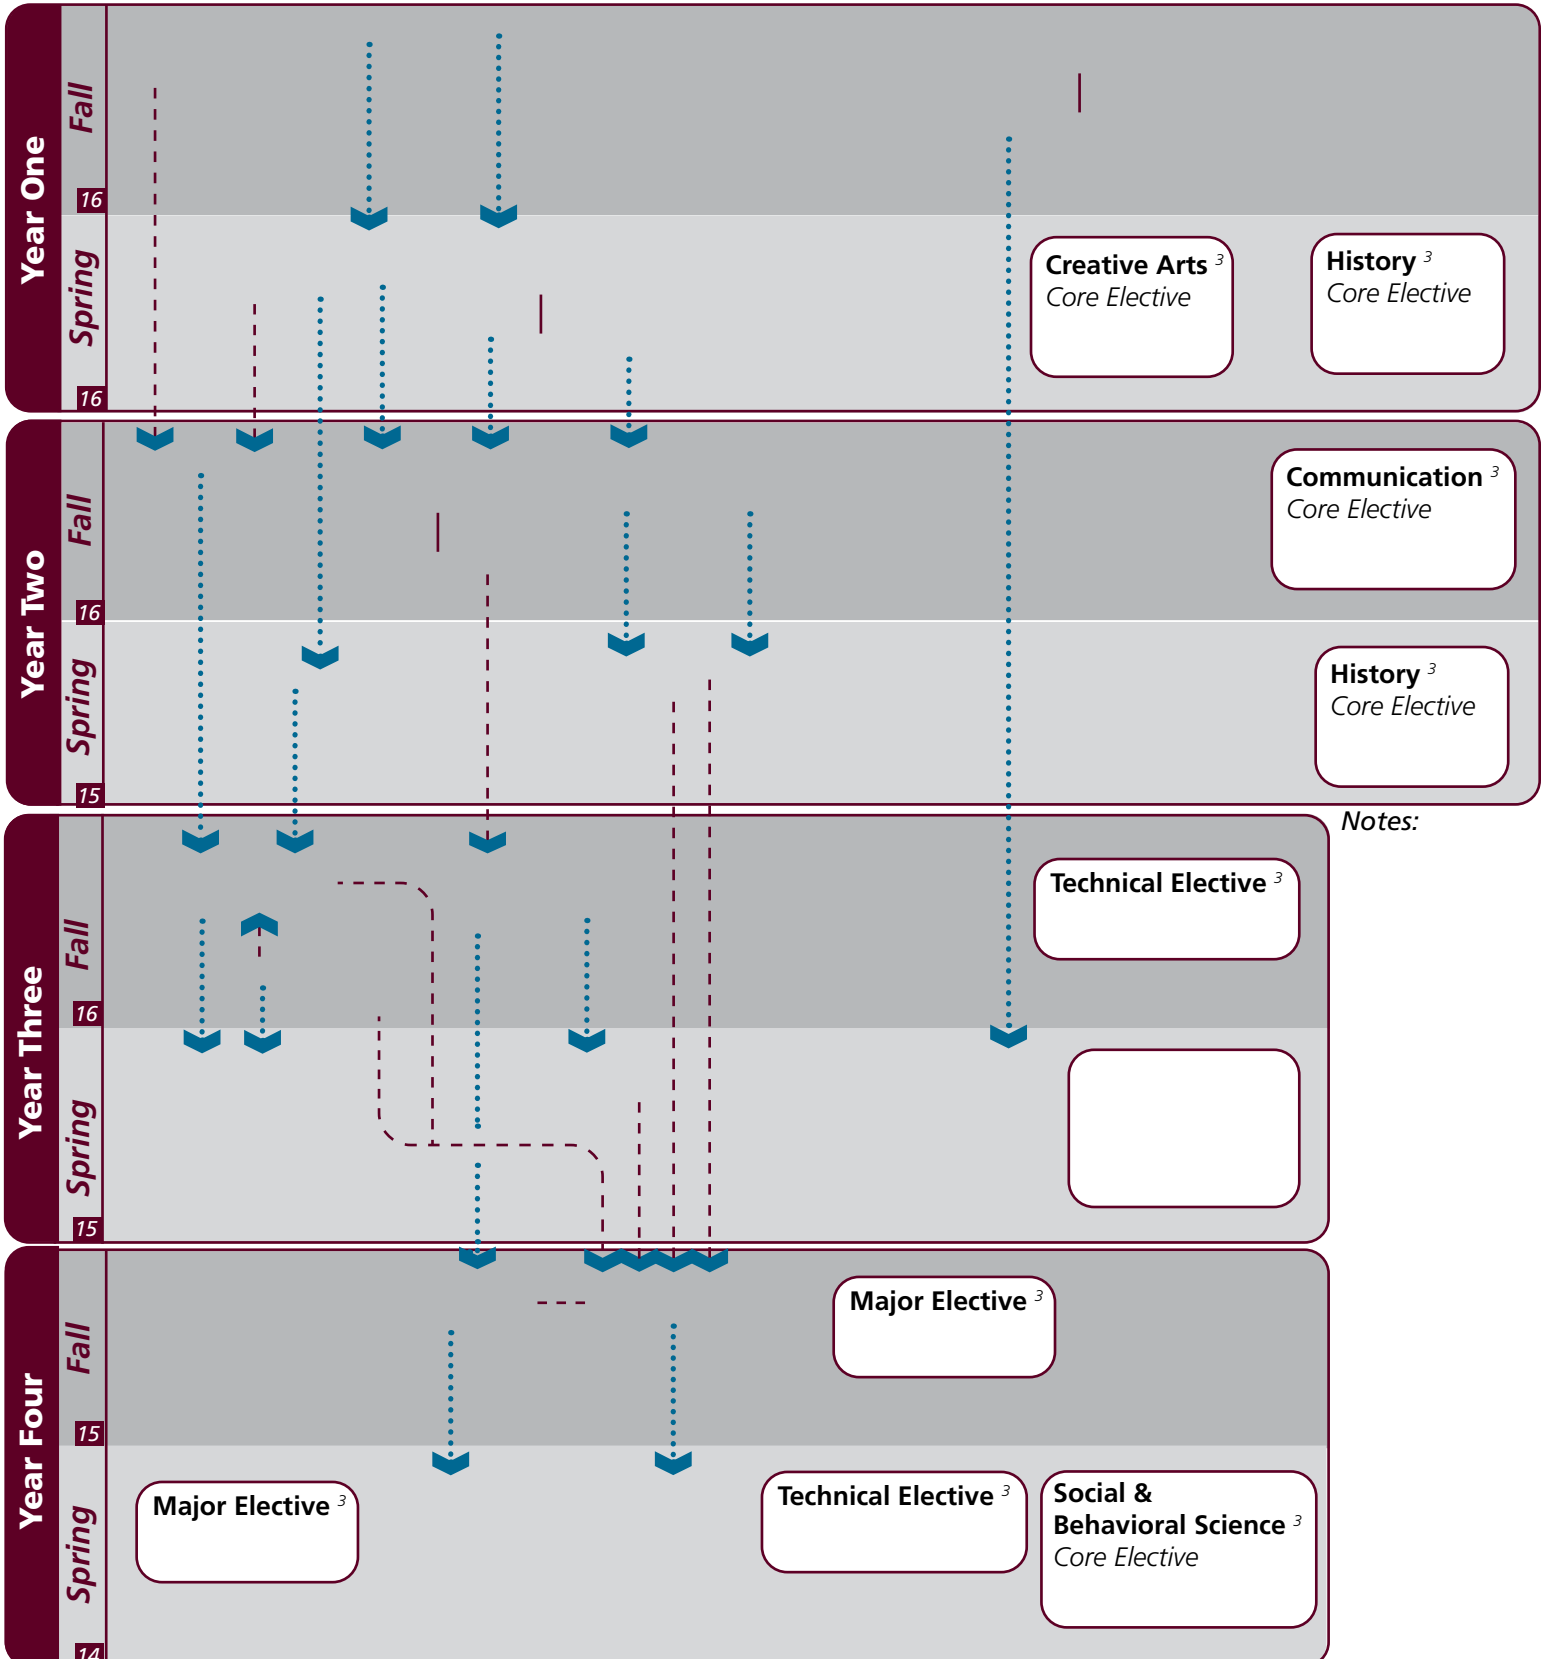 Year One
Fall
16
Spring
Creative Arts 3
Core Elective
History 3
Core Elective
16
Year Two
Fall
Communication 3
Core Elective
16
Spring
History 3
Core Elective
15
Notes:
Year Three
Fall
Technical Elective 3
16
Spring
15
Year Four
Fall
Major Elective 3
15
Spring
Major Elective 3
Technical Elective 3
Social &
Behavioral Science 3
Core Elective
14